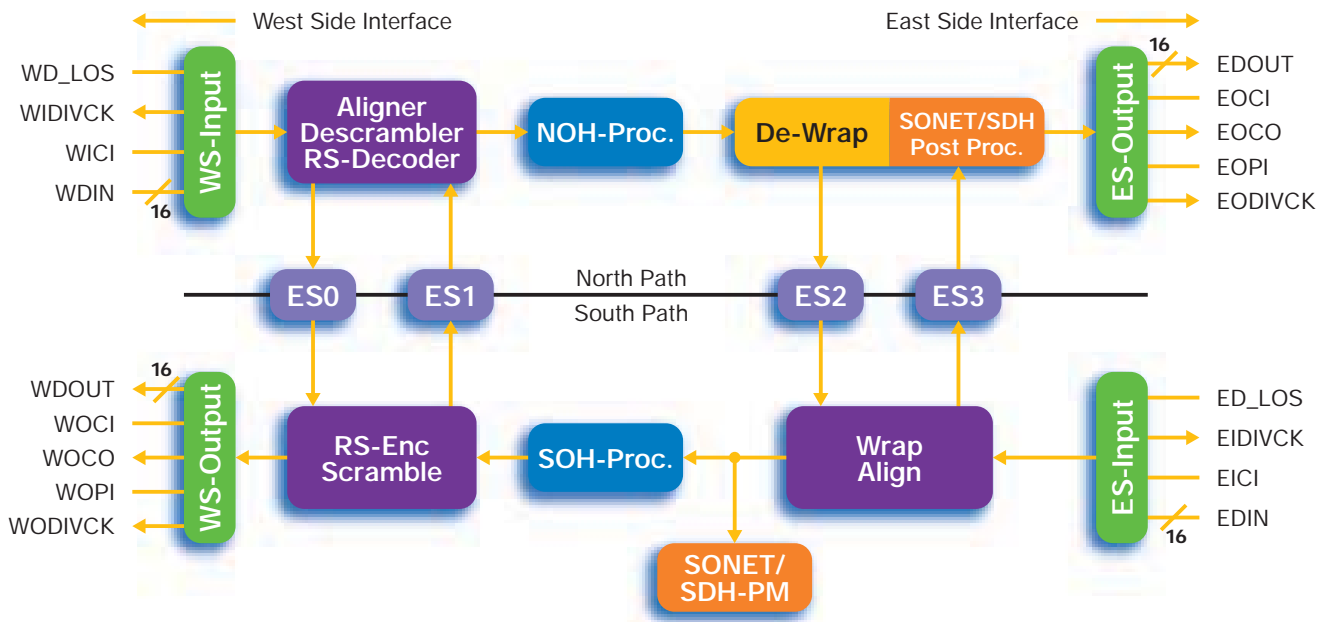 West Side Interface
East Side Interface
WD_LOS
WIDIVCK
WICI
WDIN
16
WS-Input
Aligner
Descrambler
RS-Decoder
NOH-Proc.
De-Wrap
SONET/SDH
Post Proc.
ES-Output
16
EDOUT
EOCI
EOCO
EOPI
EODIVCK
ES0
ES1
North Path
South Path
ES2
ES3
16
WDOUT
WOCI
WOCO
WOPI
WODIVCK
WS-Output
RS-Enc
Scramble
SOH-Proc.
Wrap
Align
SONET/
SDH-PM
ES-Input
ED_LOS
EIDIVCK
EICI
EDIN
16